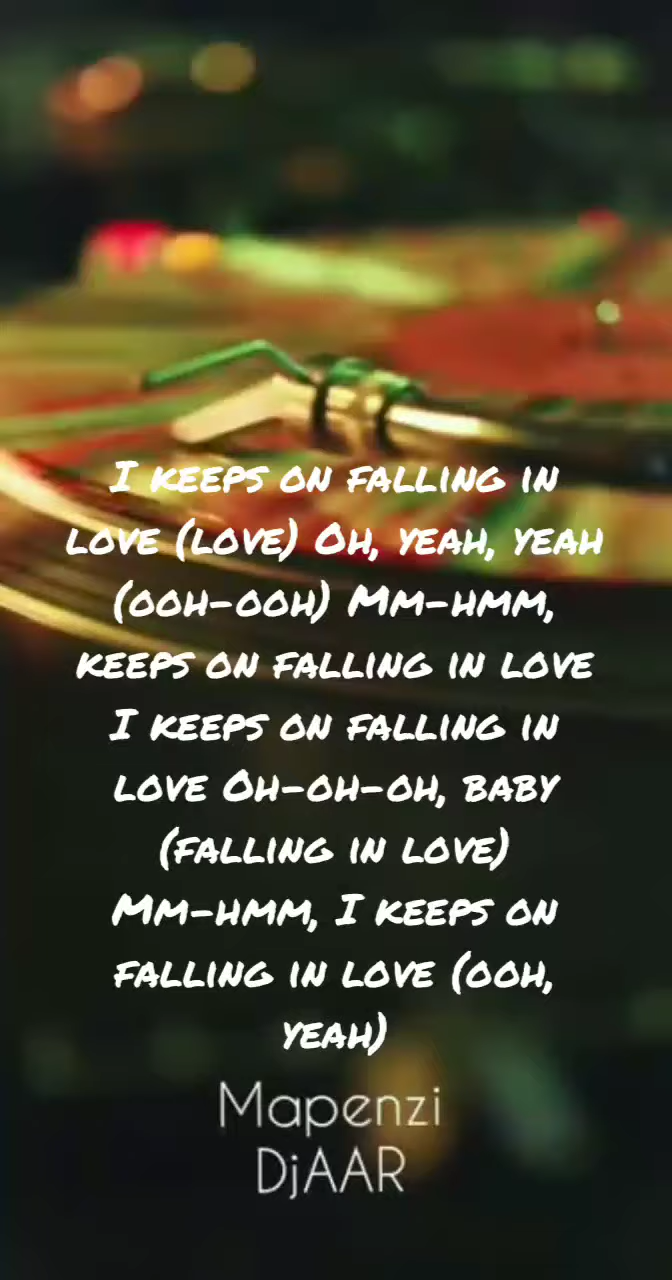 I keeps on falling in
love (love) Oh, yeah, yeah
(ooh-ooh) Mm-hmm,
keeps on falling in love
I keeps on falling in
love Oh-oh-oh, baby
(falling in love)
Mm-hmm, I keeps on
falling in love (ooh,
yeah)
Mapenzi
DjAAR